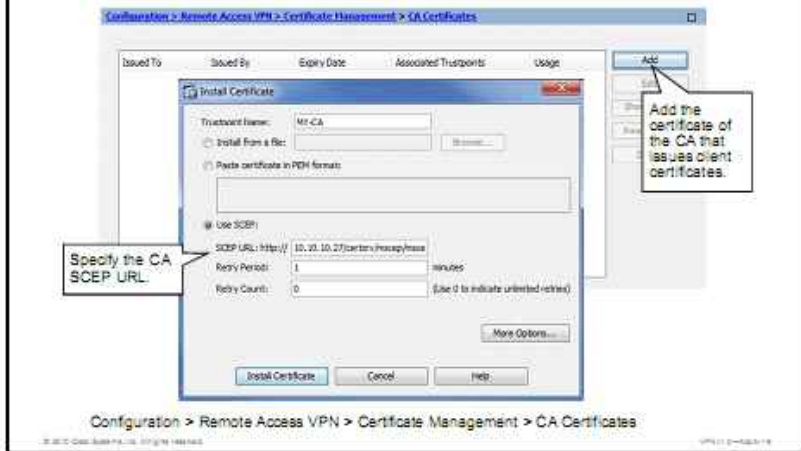 Configuration > Remote Access VPN > Certificate Management > CA Certificates
Issued To Issued By Expiry Date Associated Trustpoints Usage
Add
Install Certificate
Add the
certificate of
the CA that
issues client
certificates.
Trustpoint Name: MY-CA
Install from a file: Browse...
Paste certificate in PEM format:
Use SCEP:
Specify the CA
SCEP URL.
SCEP URL: http:// 10.10.10.27/certsrv/mscep/msce
Retry Period: 1 minutes
Retry Count: 0 (Use 0 to indicate unlimited retries)
More Options...
Install Certificate Cancel Help
Configuration > Remote Access VPN > Certificate Management > CA Certificates